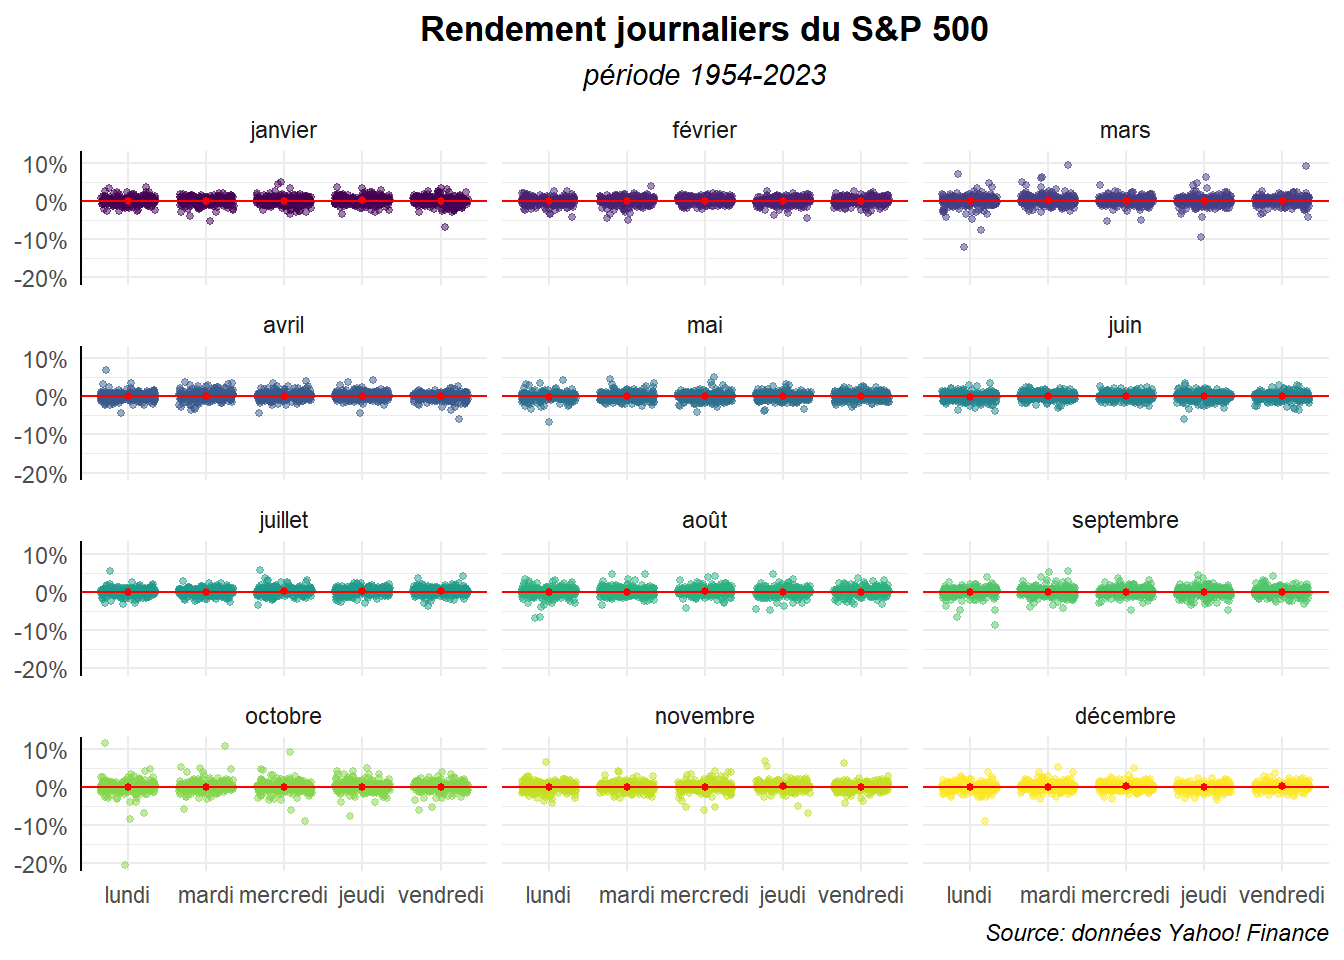 Rendement journaliers du S&P 500
période 1954-2023
janvier février mars
10%
0%
-10%
-20%
avril mai juin
10%
0%
-10%
-20%
juillet août septembre
10%
0%
-10%
-20%
octobre novembre décembre
10%
0%
-10%
-20%
lundi mardi mercredi jeudi vendredi lundi mardi mercredi jeudi vendredi lundi mardi mercredi jeudi vendredi
Source: données Yahoo! Finance